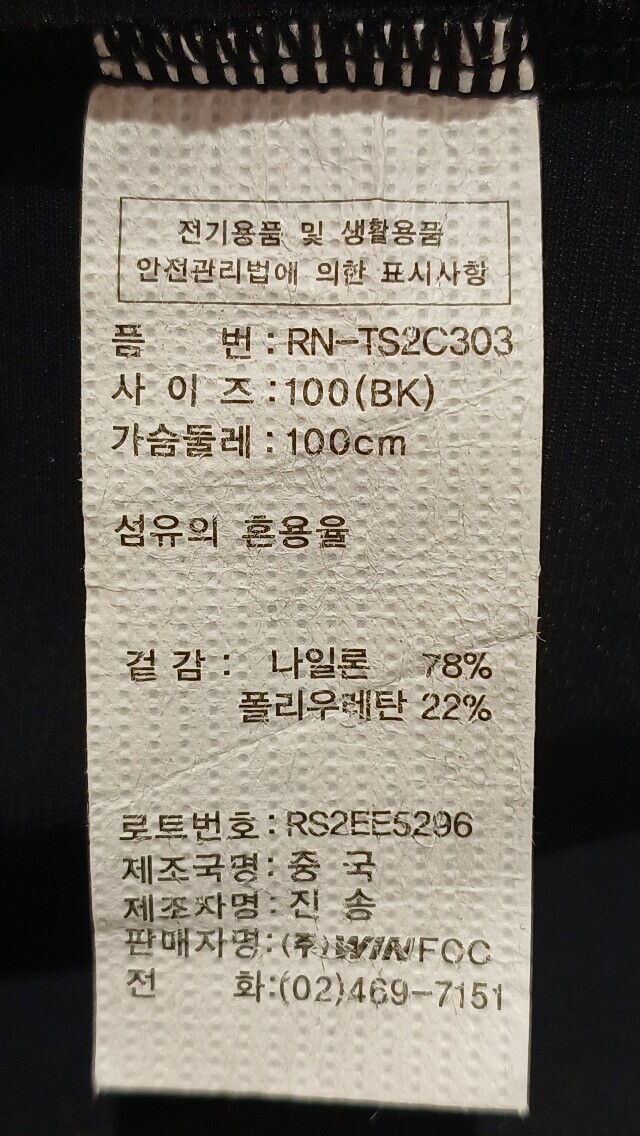 전기용품 및 생활용품
안전관리법에 의한 표시사항
품 번 : RN-TS2C303
사 이 즈 : 100(BK)
가슴둘레 : 100cm
섬유의 혼용율
겉 감 : 나일론 78%
폴리우레탄 22%
로트번호 : RS2EE5296
제조국명 : 중 국
제조자명 : 진 송
판매자명 : (주)WINFOC
전 화 : (02)469-7151